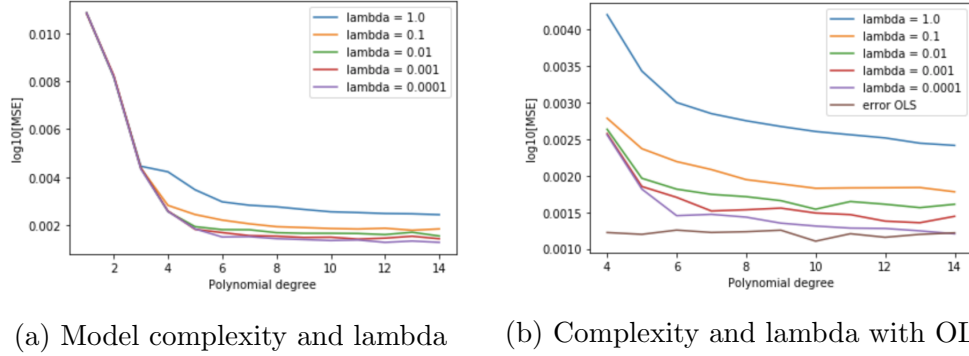 lambda = 1.0
lambda = 0.1
lambda = 0.01
lambda = 0.001
lambda = 0.0001
0.010
0.008
0.006
0.004
0.002
log10[MSE]
2 4 6 8 10 12 14
Polynomial degree
(a) Model complexity and lambda
lambda = 1.0
lambda = 0.1
lambda = 0.01
lambda = 0.001
lambda = 0.0001
error OLS
0.0040
0.0035
0.0030
0.0025
0.0020
0.0015
0.0010
log10[MSE]
4 6 8 10 12 14
Polynomial degree
(b) Complexity and lambda with OL